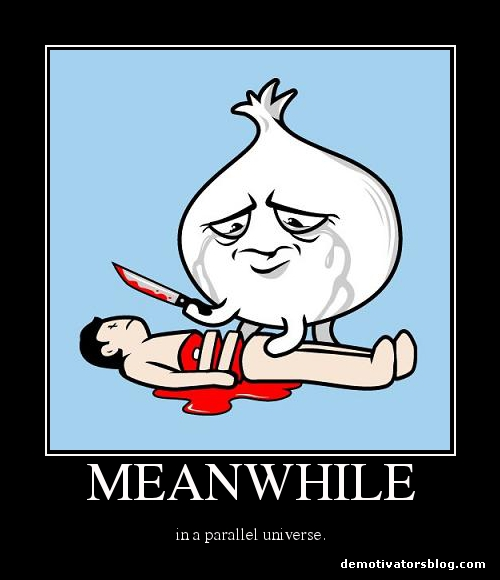 MEANWHILE
in a parallel universe.
demotivatorsblog.com